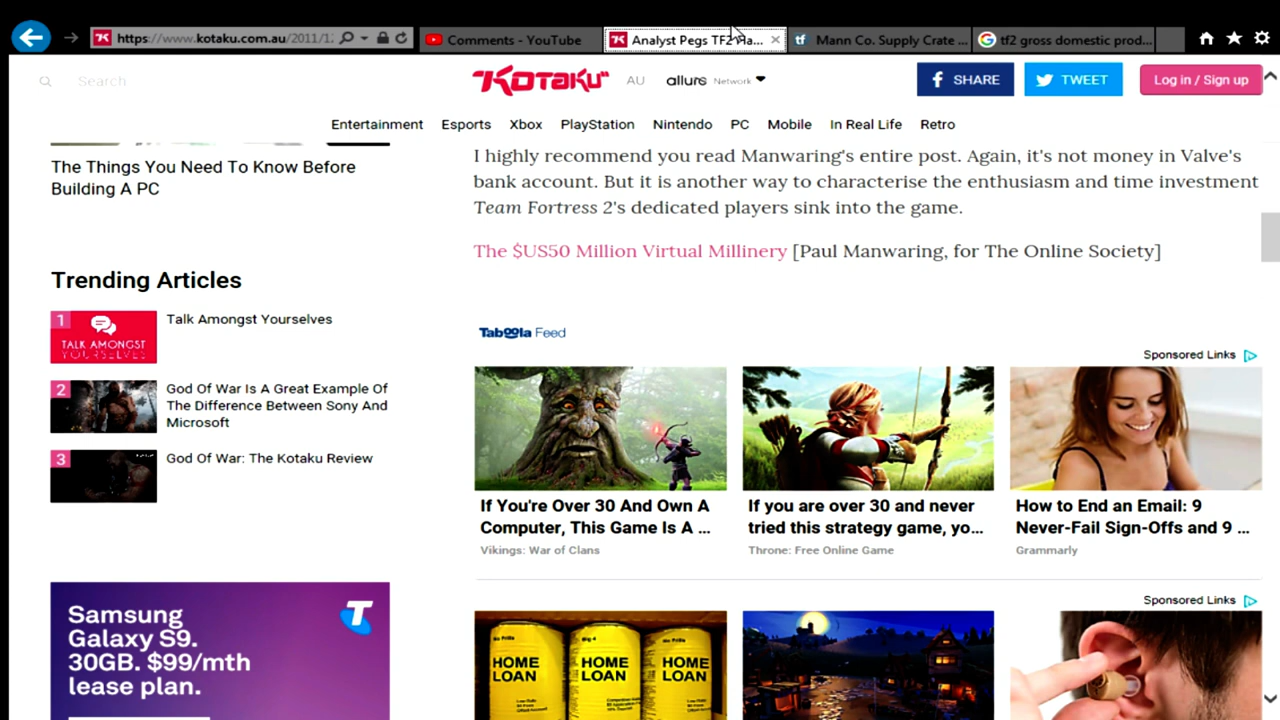 https://www.kotaku.com.au/2011/1
Comments - YouTube
Analyst Pegs TF2 Ha...
Mann Co. Supply Crate ...
tf2 gross domestic prod...
Search
KOTAKU
AU
allure Network
SHARE
TWEET
Log in / Sign up
Entertainment Esports Xbox PlayStation Nintendo PC Mobile In Real Life Retro
The Things You Need To Know Before
Building A PC
Trending Articles
1
TALK AMONGST
YOURSELVES
Talk Amongst Yourselves
2
God Of War Is A Great Example Of
The Difference Between Sony And
Microsoft
3
God Of War: The Kotaku Review
Samsung
Galaxy S9.
30GB. $99/mth
lease plan.
I highly recommend you read Manwaring's entire post. Again, it's not money in Valve's
bank account. But it is another way to characterise the enthusiasm and time investment
Team Fortress 2's dedicated players sink into the game.
The $US50 Million Virtual Millinery [Paul Manwaring, for The Online Society]
Taboola Feed
Sponsored Links
If You're Over 30 And Own A
Computer, This Game Is A ...
Vikings: War of Clans
If you are over 30 and never
tried this strategy game, yo...
Throne: Free Online Game
How to End an Email: 9
Never-Fail Sign-Offs and 9 ...
Grammarly
Sponsored Links
HOME
LOAN
HOME
LOAN
HOME
LOAN